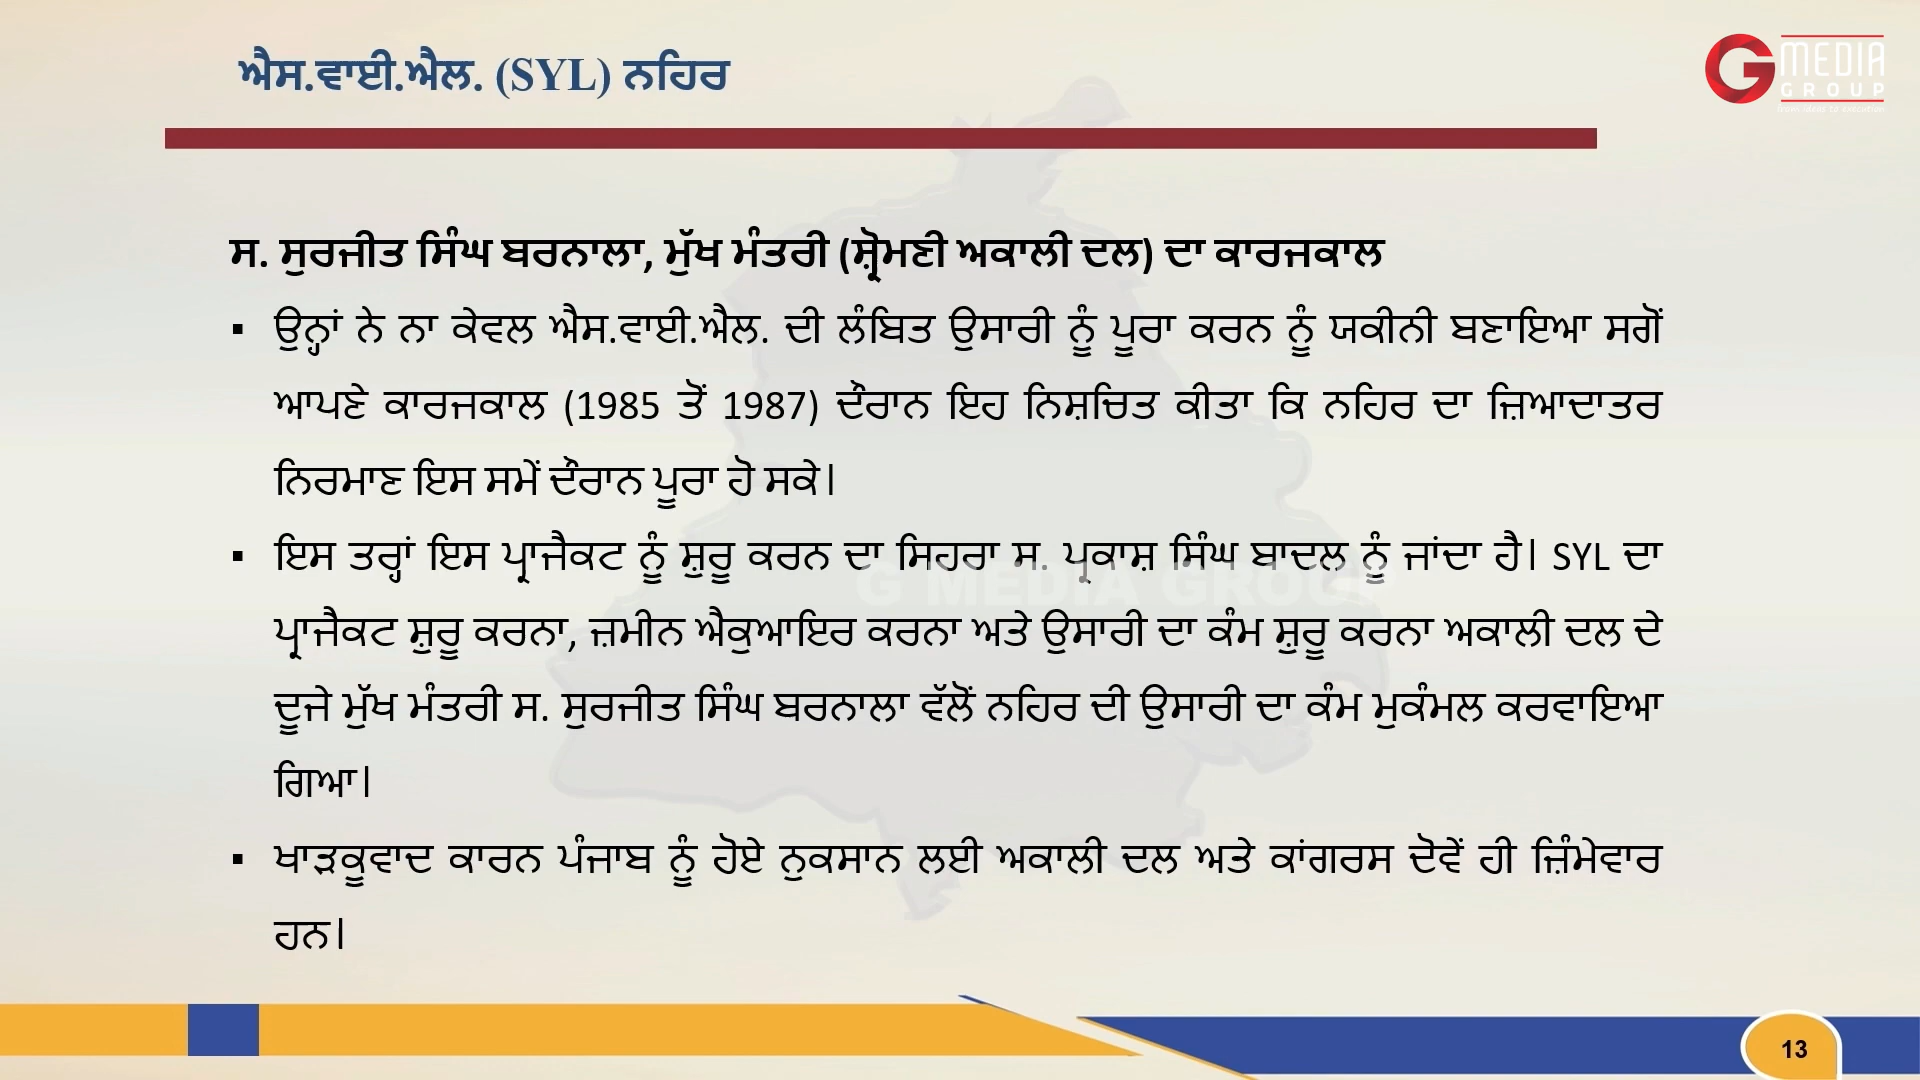 ਐਸ.ਵਾਈ.ਐਲ. (SYL) ਨਹਿਰ
G MEDIA
GROUP
ਸ. ਸੁਰਜੀਤ ਸਿੰਘ ਬਰਨਾਲਾ, ਮੁੱਖ ਮੰਤਰੀ (ਸ਼੍ਰੋਮਣੀ ਅਕਾਲੀ ਦਲ) ਦਾ ਕਾਰਜਕਾਲ
▪ ਉਨ੍ਹਾਂ ਨੇ ਨਾ ਕੇਵਲ ਐਸ.ਵਾਈ.ਐਲ. ਦੀ ਲੰਬਿਤ ਉਸਾਰੀ ਨੂੰ ਪੂਰਾ ਕਰਨ ਨੂੰ ਯਕੀਨੀ ਬਣਾਇਆ ਸਗੋਂ
ਆਪਣੇ ਕਾਰਜਕਾਲ (1985 ਤੋਂ 1987) ਦੌਰਾਨ ਇਹ ਨਿਸ਼ਚਿਤ ਕੀਤਾ ਕਿ ਨਹਿਰ ਦਾ ਜ਼ਿਆਦਾਤਰ
ਨਿਰਮਾਣ ਇਸ ਸਮੇਂ ਦੌਰਾਨ ਪੂਰਾ ਹੋ ਸਕੇ।
▪ ਇਸ ਤਰ੍ਹਾਂ ਇਸ ਪ੍ਰਾਜੈਕਟ ਨੂੰ ਸ਼ੁਰੂ ਕਰਨ ਦਾ ਸਿਹਰਾ ਸ. ਪ੍ਰਕਾਸ਼ ਸਿੰਘ ਬਾਦਲ ਨੂੰ ਜਾਂਦਾ ਹੈ। SYL ਦਾ
G MEDIA GROUP
ਪ੍ਰਾਜੈਕਟ ਸ਼ੁਰੂ ਕਰਨਾ, ਜ਼ਮੀਨ ਐਕੁਆਇਰ ਕਰਨਾ ਅਤੇ ਉਸਾਰੀ ਦਾ ਕੰਮ ਸ਼ੁਰੂ ਕਰਨਾ ਅਕਾਲੀ ਦਲ ਦੇ
ਦੂਜੇ ਮੁੱਖ ਮੰਤਰੀ ਸ. ਸੁਰਜੀਤ ਸਿੰਘ ਬਰਨਾਲਾ ਵੱਲੋਂ ਨਹਿਰ ਦੀ ਉਸਾਰੀ ਦਾ ਕੰਮ ਮੁਕੰਮਲ ਕਰਵਾਇਆ
ਗਿਆ।
▪ ਖਾੜਕੂਵਾਦ ਕਾਰਨ ਪੰਜਾਬ ਨੂੰ ਹੋਏ ਨੁਕਸਾਨ ਲਈ ਅਕਾਲੀ ਦਲ ਅਤੇ ਕਾਂਗਰਸ ਦੋਵੇਂ ਹੀ ਜ਼ਿੰਮੇਵਾਰ
ਹਨ।
13